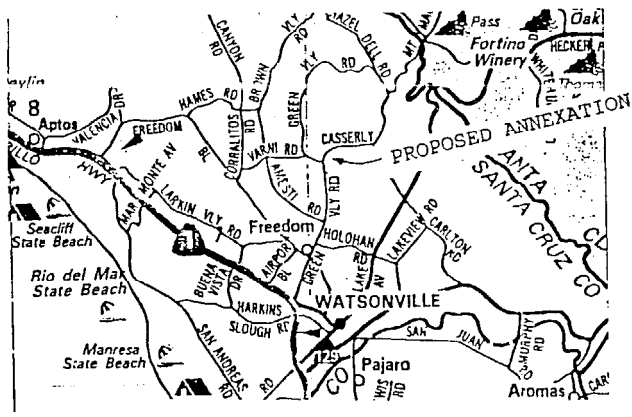 CANYON RD
VLY RD
HAZEL DELL RD
MT
Pass
Fortino
Winery
Oak
HECKER
WHITE
BROWN
VLY
RD
GREEN
HAMES RD
8
Aptos
VALENCIA DR
FREEDOM
BL
CORRALITOS RD
VARNI RD
CASSERLY
PROPOSED ANNEXATION
HWY
MAR MONTE AV
LARKIN VLY RD
AMESTI
RD
VLY RD
SANTA CRUZ CO
Seacliff
State Beach
Freedom
HOLOHAN
RD
LAKEVIEW RD
CARLTON
RD
Rio del Mar
State Beach
BUENA VISTA DR
AIRPORT BL
GREEN
LAKE AV
WATSONVILLE
HARKINS
SLOUGH RD
SAN JUAN
RD
MURPHY RD
Manresa
State Beach
SAN ANDREAS RD
RD
129
CO
Pajaro
RD
Aromas